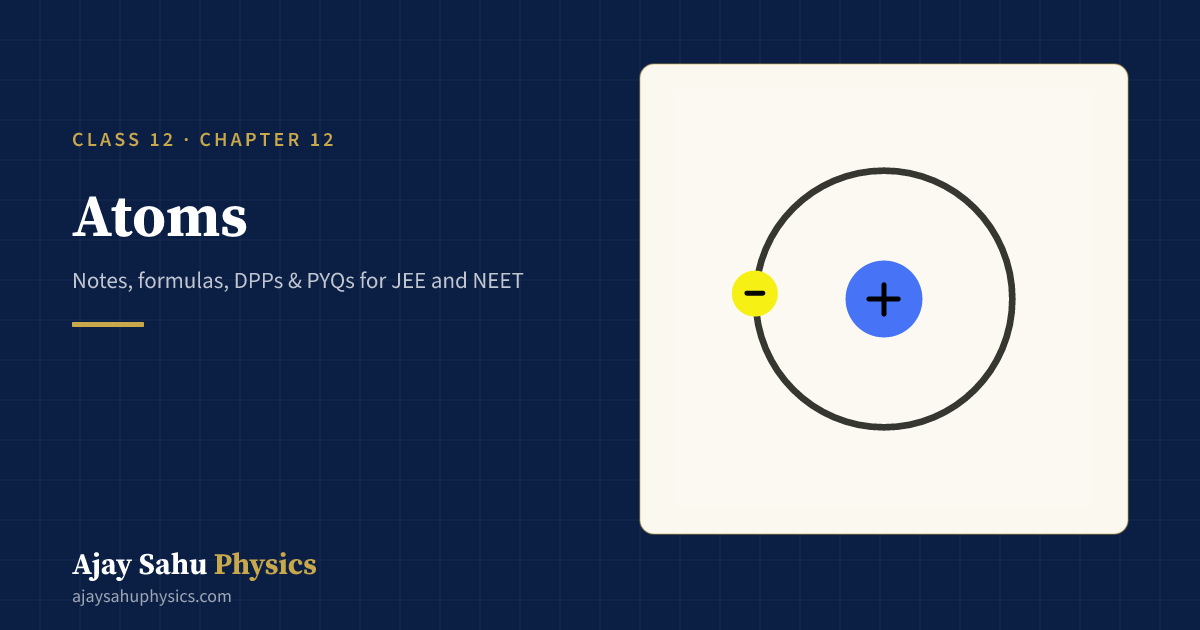 CLASS 12 · CHAPTER 12
Atoms
Notes, formulas, DPPs & PYQs for JEE and NEET
Ajay Sahu Physics
ajaysahuphysics.com
− +